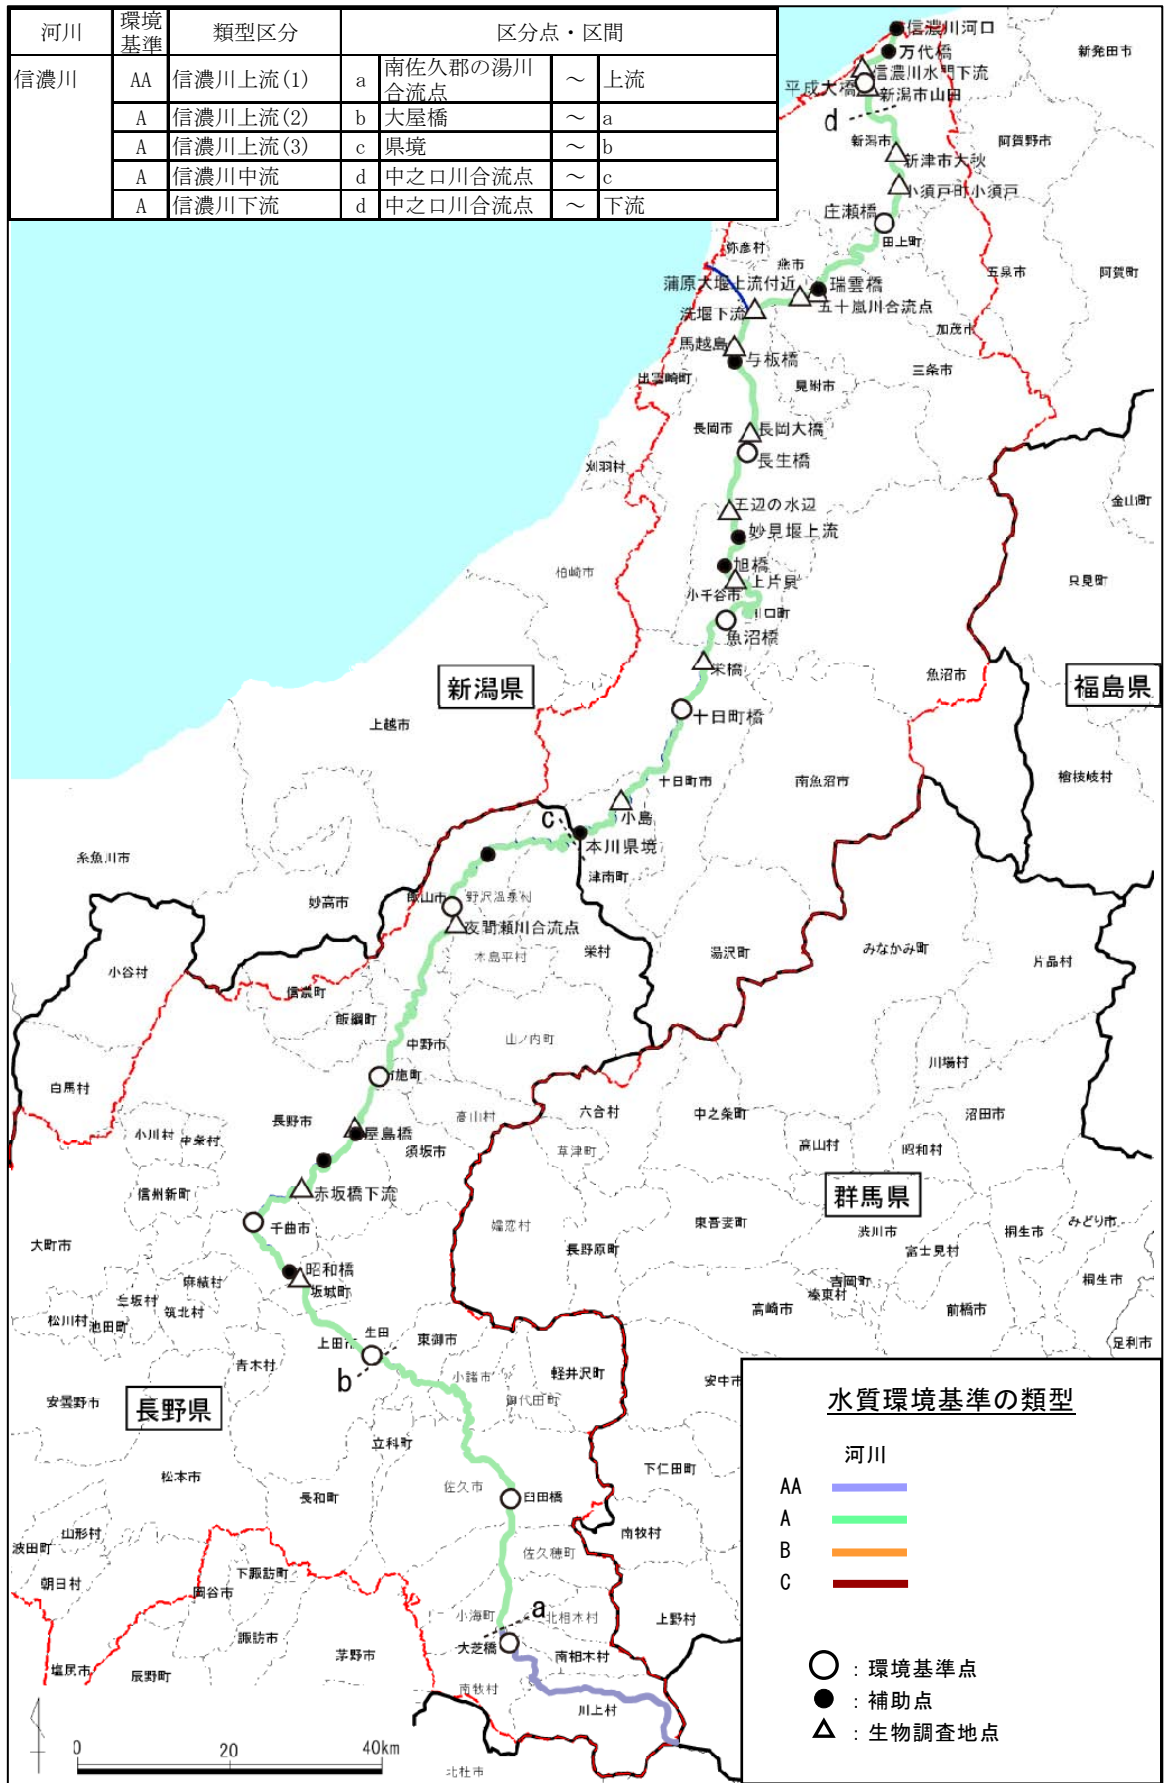 河川 環境基準 類型区分 区分点・区間
信濃川 AA 信濃川上流(1) a 南佐久郡の湯川合流点 ～ 上流
A 信濃川上流(2) b 大屋橋 ～ a
A 信濃川上流(3) c 県境 ～ b
A 信濃川中流 d 中之口川合流点 ～ c
A 信濃川下流 d 中之口川合流点 ～ 下流
信濃川河口
万代橋
新発田市
信濃川水門下流
平成大橋
新潟市山田
d
新潟市
阿賀野市
新津市大秋
小須戸町小須戸
庄瀬橋
田上町
弥彦村
燕市
五泉市
阿賀町
蒲原大堰上流付近
瑞雲橋
洗堰下流
五十嵐川合流点
加茂市
馬越島
与板橋
三条市
出雲崎町
見附市
長岡市
長岡大橋
長生橋
刈羽村
金山町
妙見堰上流
旭橋
柏崎市
上片貝
只見町
小千谷市
川口町
魚沼橋
栄橋
魚沼市
新潟県
福島県
十日町橋
上越市
十日町市
南魚沼市
檜枝岐村
小島
c
本川県境
糸魚川市
津南町
妙高市
飯山市
野沢温泉村
夜間瀬川合流点
木島平村
栄村
湯沢町
みなかみ町
片品村
小谷村
信濃町
飯綱町
中野市
山ノ内町
川場村
白馬村
長野市
高山村
六合村
中之条町
沼田市
小川村
中条村
屋島橋
須坂市
草津町
高山村
昭和村
信州新町
赤坂橋下流
群馬県
嬬恋村
東吾妻町
千曲市
渋川市
桐生市
みどり市
大町市
長野原町
富士見村
昭和橋
麻績村
坂城町
吉岡町
榛東村
桐生市
松川村
池田町
筑北村
高崎市
前橋市
足利市
生田
上田市
東御市
青木村
b
小諸市
軽井沢町
安中市
御代田町
安曇野市
長野県
立科町
松本市
長和町
佐久市
臼田橋
下仁田町
山形村
波田町
佐久穂町
南牧村
朝日村
下諏訪町
岡谷市
小海町
a
北相木村
上野村
諏訪市
大芝橋
南相木村
塩尻市
辰野町
茅野市
南牧村
川上村
北杜市
0 20 40km
水質環境基準の類型
河川
AA
A
B
C
：環境基準点
：補助点
：生物調査地点